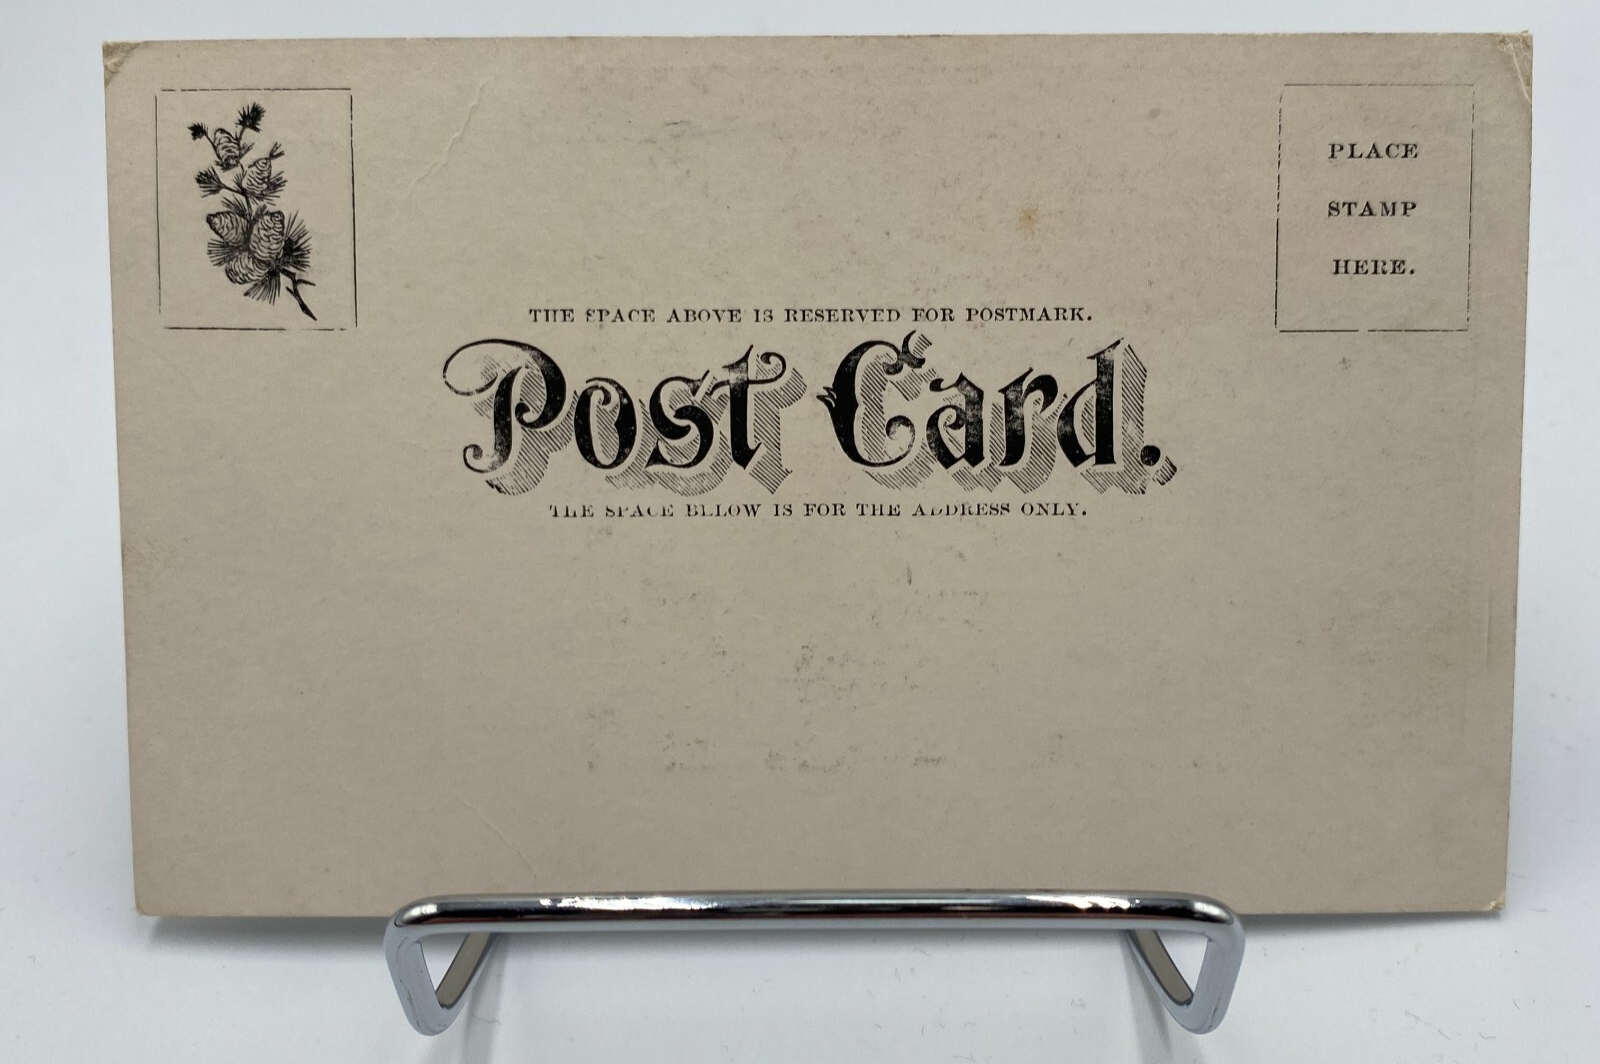 PLACE
STAMP
HERE.
THE SPACE ABOVE IS RESERVED FOR POSTMARK.
Post Card.
THE SPACE BELOW IS FOR THE ADDRESS ONLY.